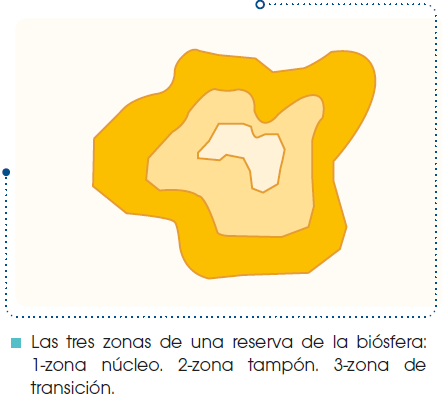 Las tres zonas de una reserva de la biósfera:
1-zona núcleo. 2-zona tampón. 3-zona de
transición.